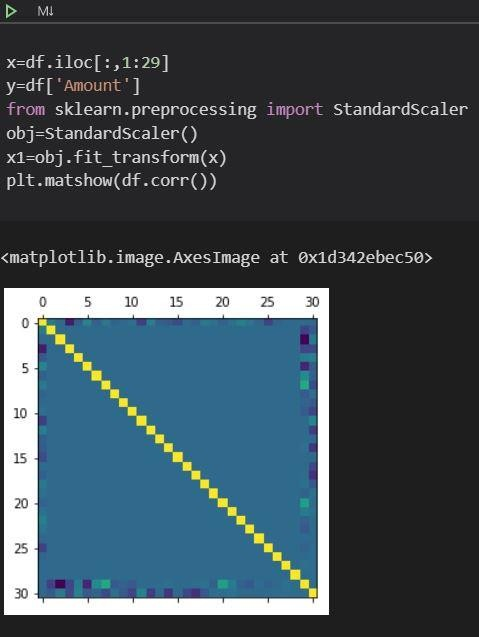 M↓
x=df.iloc[:,1:29]
y=df['Amount']
from sklearn.preprocessing import StandardScaler
obj=StandardScaler()
x1=obj.fit_transform(x)
plt.matshow(df.corr())
<matplotlib.image.AxesImage at 0x1d342ebec50>
0 5 10 15 20 25 30
0
5
10
15
20
25
30